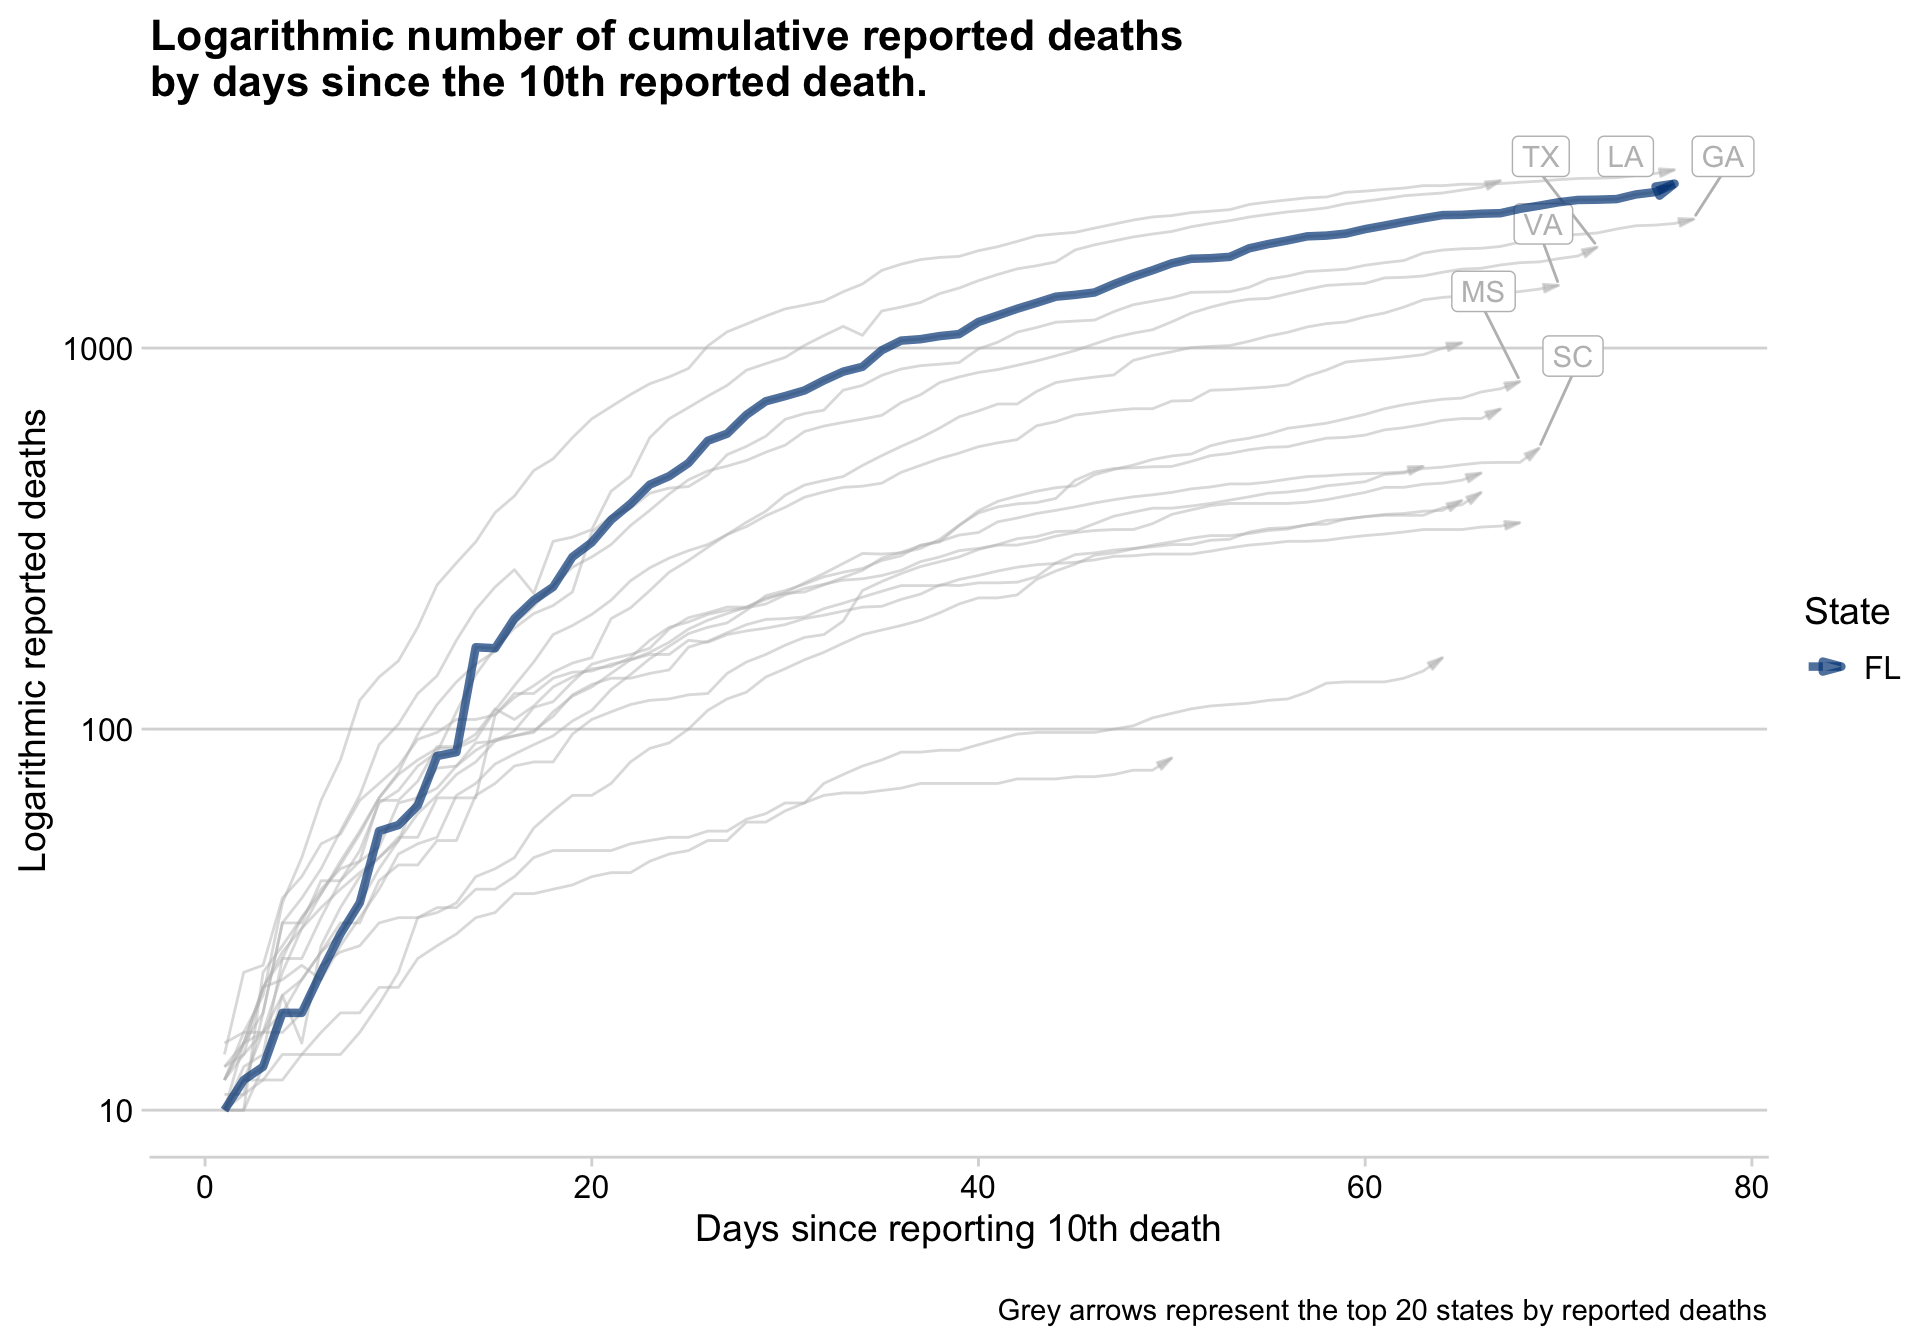 Logarithmic number of cumulative reported deaths
by days since the 10th reported death.
TX
LA
GA
VA
MS
SC
1000
100
10
Logarithmic reported deaths
0
20
40
60
80
Days since reporting 10th death
State
FL
Grey arrows represent the top 20 states by reported deaths